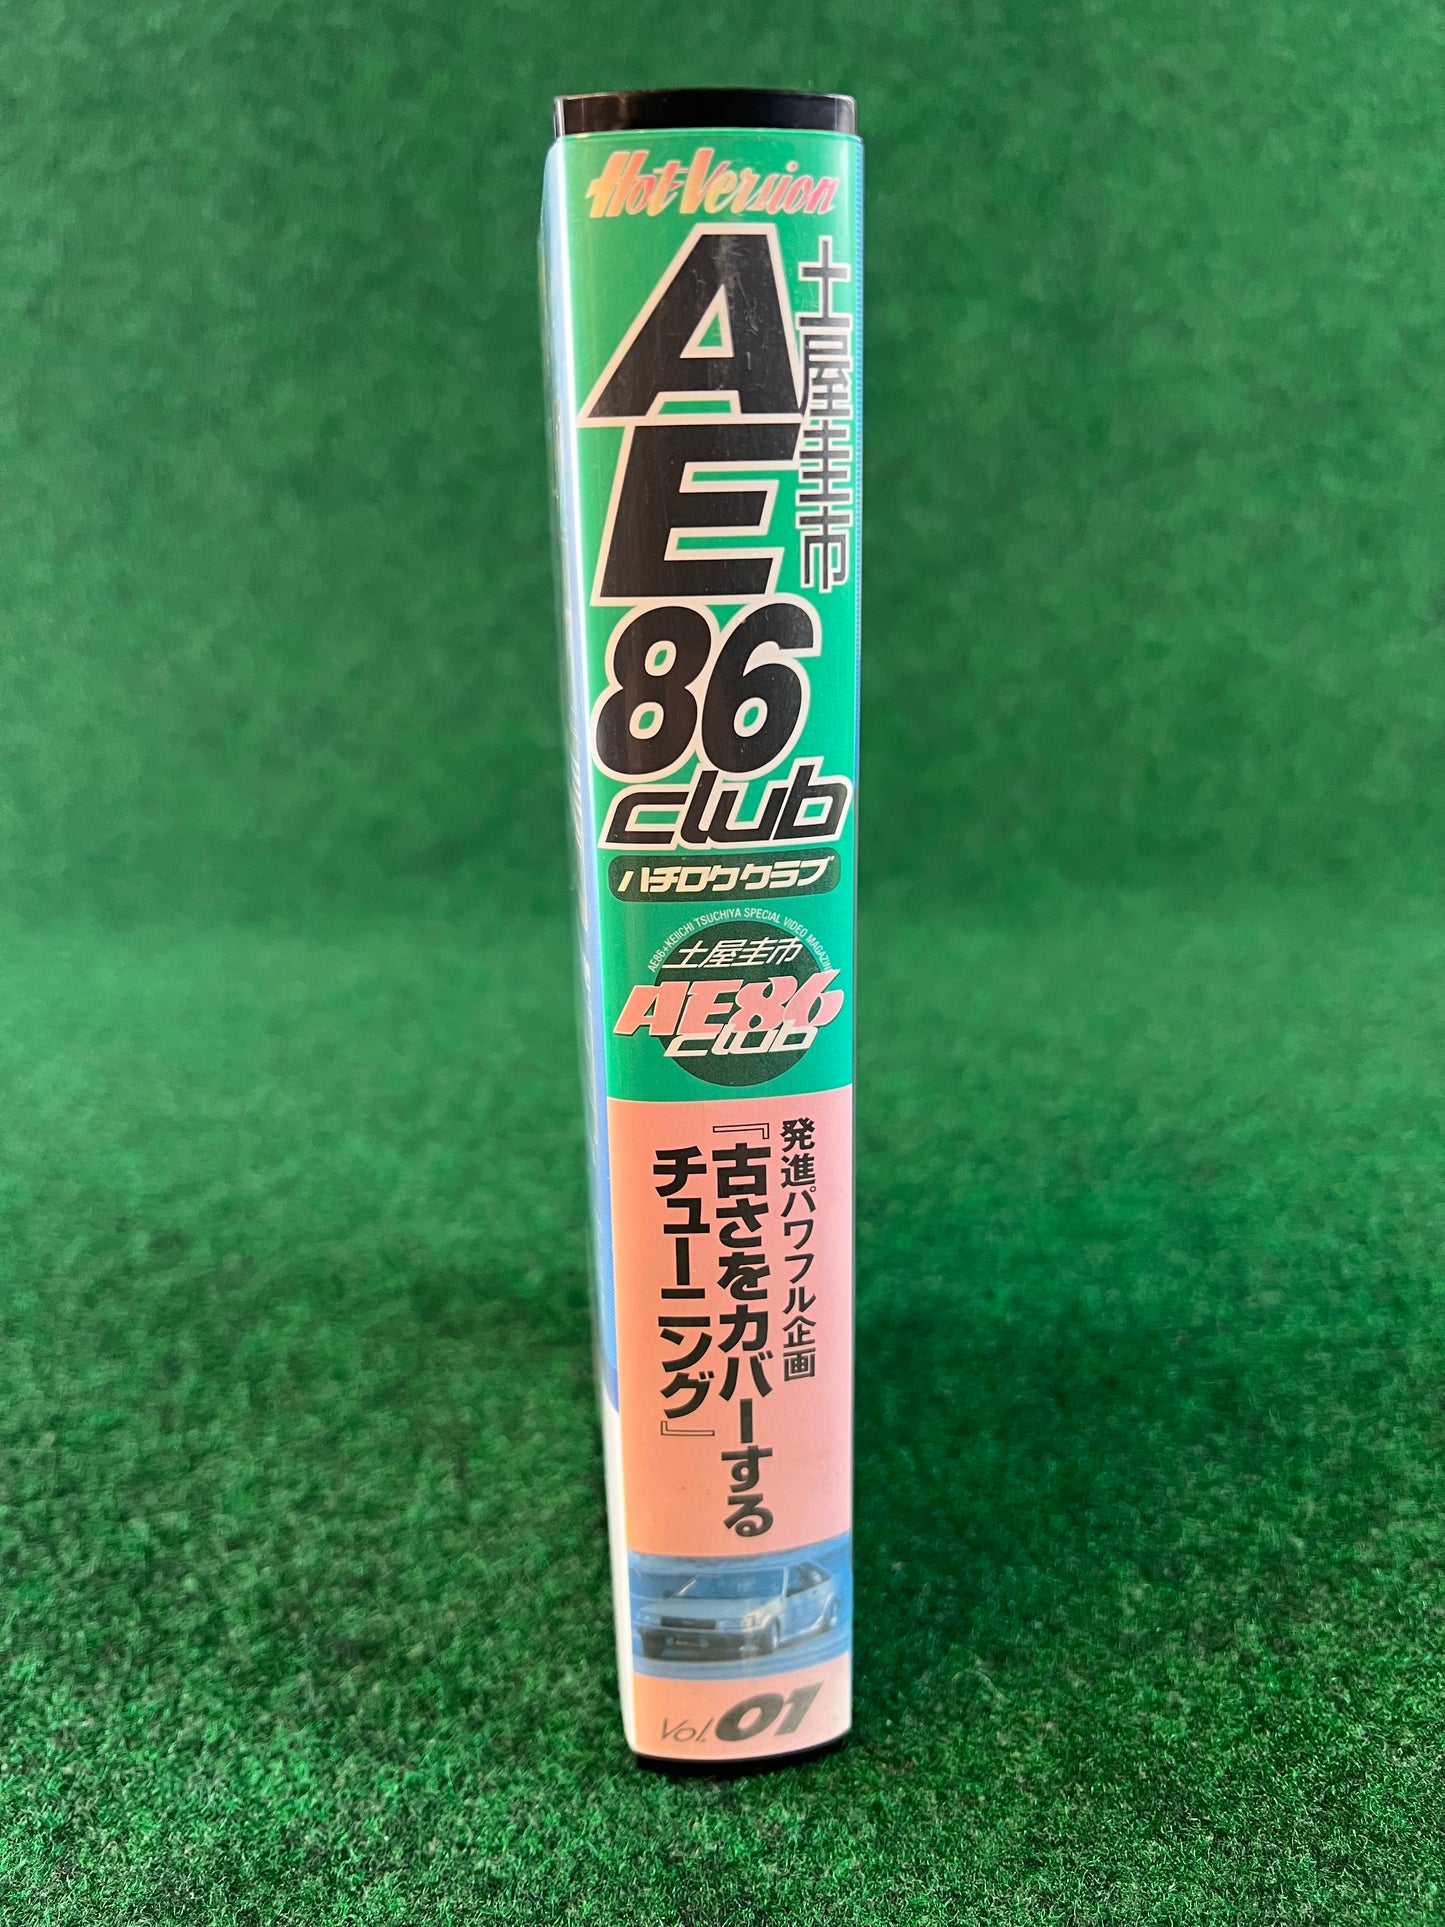 Hot-Version
土屋圭市
AE
86
club
ハチロククラブ
AE86+KEIICHI TSUCHIYA SPECIAL VIDEO MAGAZINE
土屋圭市
AE86
club
発進パワフル企画
『古さをカバーする
チューニング』
Vol.01